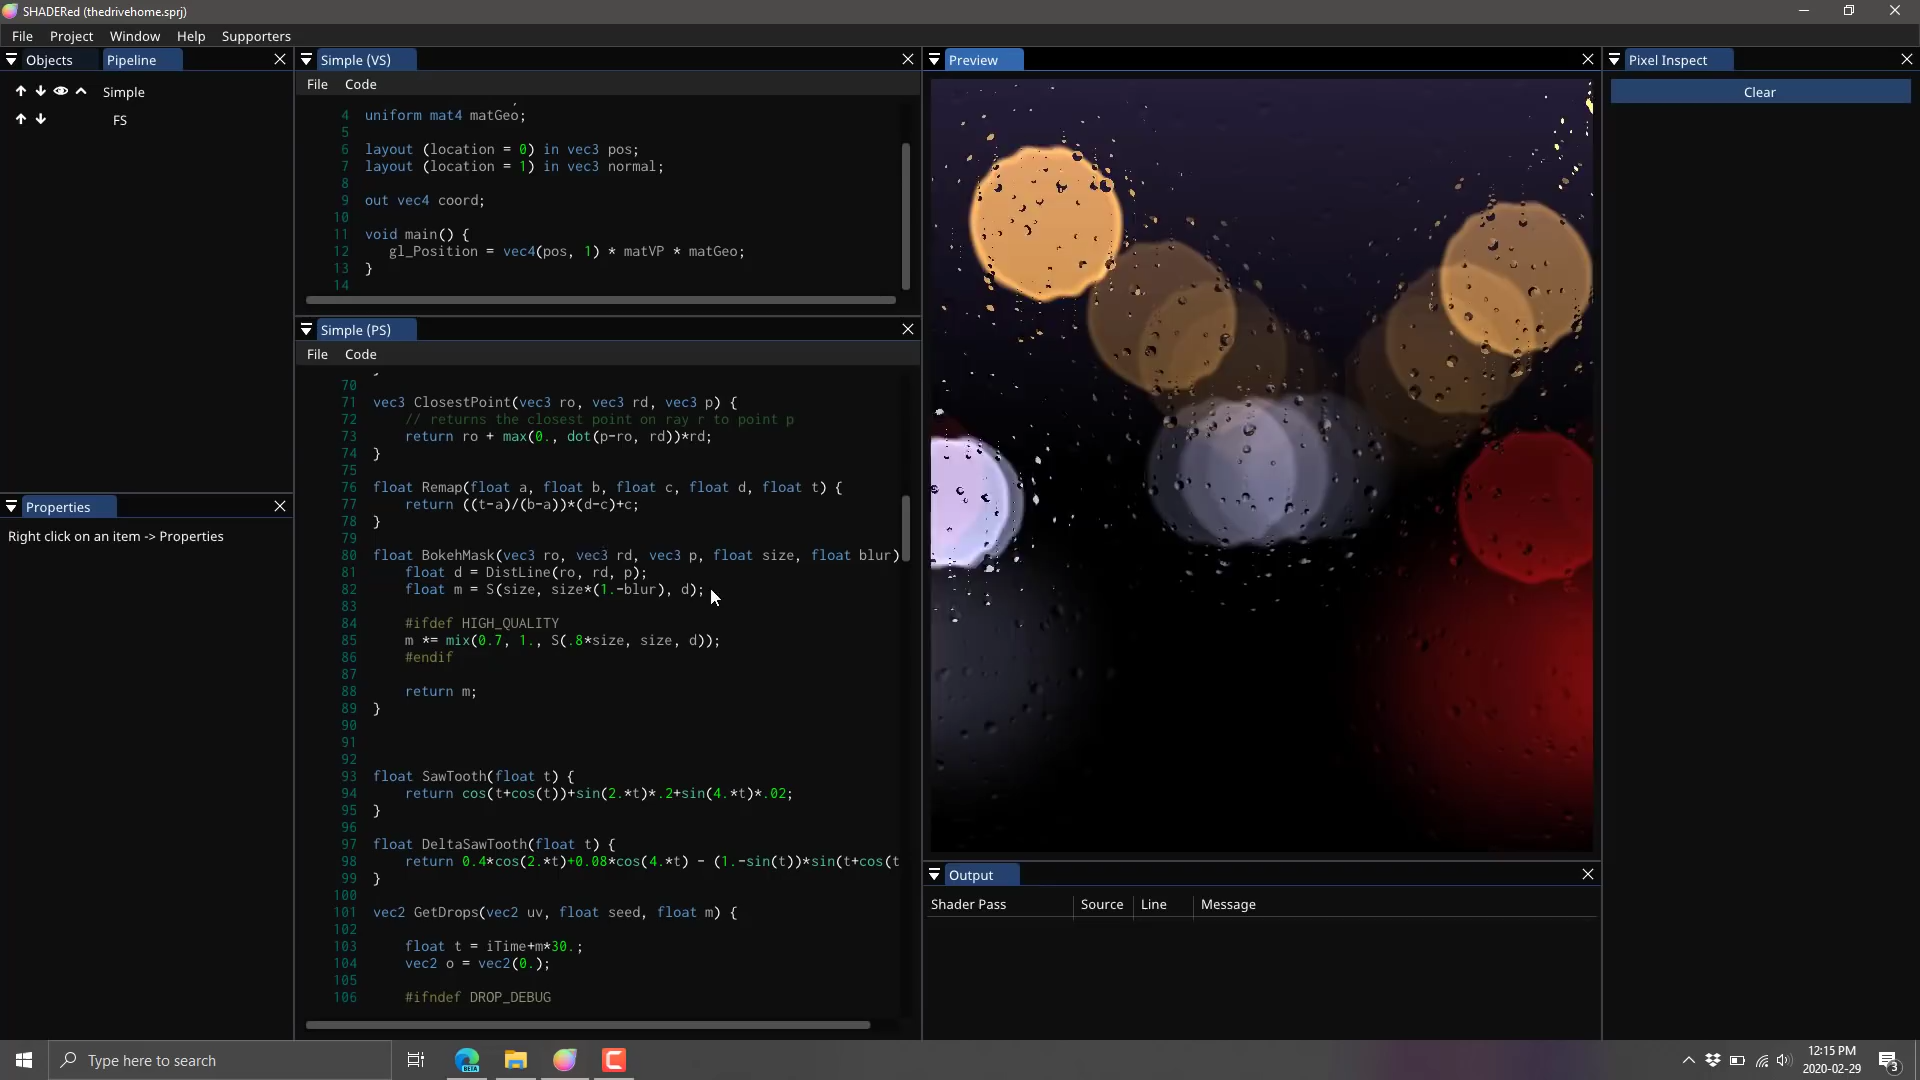 SHADERed (thedrivehome.sprj)
File Project Window Help Supporters
Objects Pipeline
Simple
FS
Properties
Right click on an item -> Properties
Simple (VS)
File Code
4 uniform mat4 matGeo;
5
6 layout (location = 0) in vec3 pos;
7 layout (location = 1) in vec3 normal;
8
9 out vec4 coord;
10
11 void main() {
12 gl_Position = vec4(pos, 1) * matVP * matGeo;
13 }
14
Simple (PS)
File Code
70
71 vec3 ClosestPoint(vec3 ro, vec3 rd, vec3 p) {
72 // returns the closest point on ray r to point p
73 return ro + max(0., dot(p-ro, rd))*rd;
74 }
75
76 float Remap(float a, float b, float c, float d, float t) {
77 return ((t-a)/(b-a))*(d-c)+c;
78 }
79
80 float BokehMask(vec3 ro, vec3 rd, vec3 p, float size, float blur)
81 float d = DistLine(ro, rd, p);
82 float m = S(size, size*(1.-blur), d);
83
84 #ifdef HIGH_QUALITY
85 m *= mix(0.7, 1., S(.8*size, size, d));
86 #endif
87
88 return m;
89 }
90
91
92
93 float SawTooth(float t) {
94 return cos(t+cos(t))+sin(2.*t)*.2+sin(4.*t)*.02;
95 }
96
97 float DeltaSawTooth(float t) {
98 return 0.4*cos(2.*t)+0.08*cos(4.*t) - (1.-sin(t))*sin(t+cos(t
99 }
100
101 vec2 GetDrops(vec2 uv, float seed, float m) {
102
103 float t = iTime+m*30.;
104 vec2 o = vec2(0.);
105
106 #ifndef DROP_DEBUG
Preview
Output
Shader Pass Source Line Message
Pixel Inspect
Clear
Type here to search
BETA
12:15 PM
2020-02-29
3